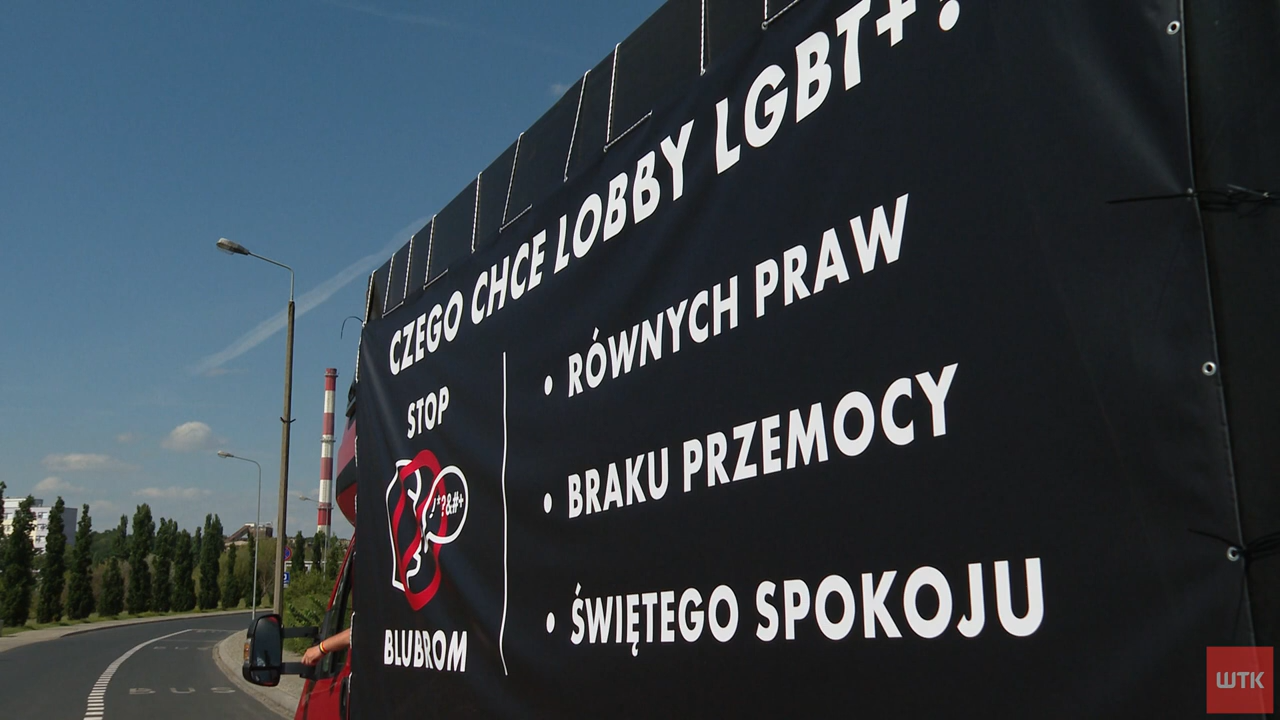 CZEGO CHCE LOBBY LGBT+?
STOP
!*?&#+
BLUBROM
• RÓWNYCH PRAW
• BRAKU PRZEMOCY
• ŚWIĘTEGO SPOKOJU
BUS
WTK